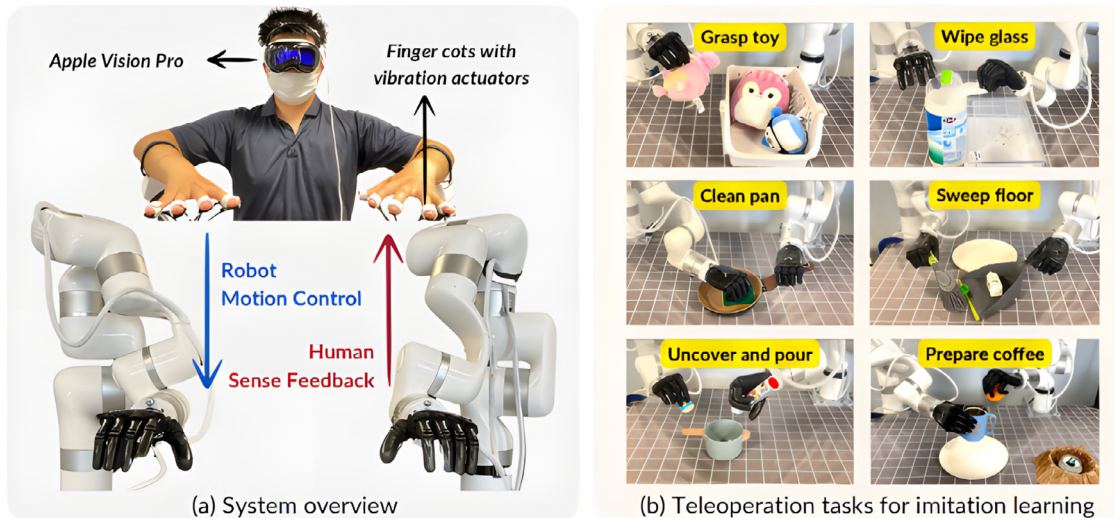 Apple Vision Pro
Finger cots with
vibration actuators
Robot
Motion Control
Human
Sense Feedback
(a) System overview
Grasp toy
Wipe glass
Clean pan
Sweep floor
Uncover and pour
Prepare coffee
(b) Teleoperation tasks for imitation learning